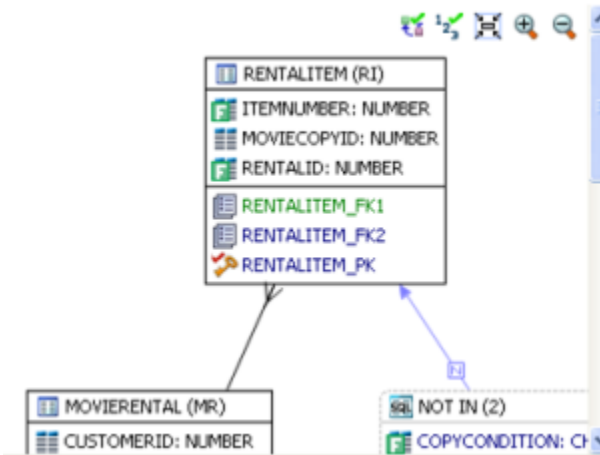 RENTALITEM (RI)
ITEMNUMBER: NUMBER
MOVIECOPYID: NUMBER
RENTALID: NUMBER
RENTALITEM_FK1
RENTALITEM_FK2
RENTALITEM_PK
N
MOVIERENTAL (MR)
CUSTOMERID: NUMBER
SQL NOT IN (2)
COPYCONDITION: CH